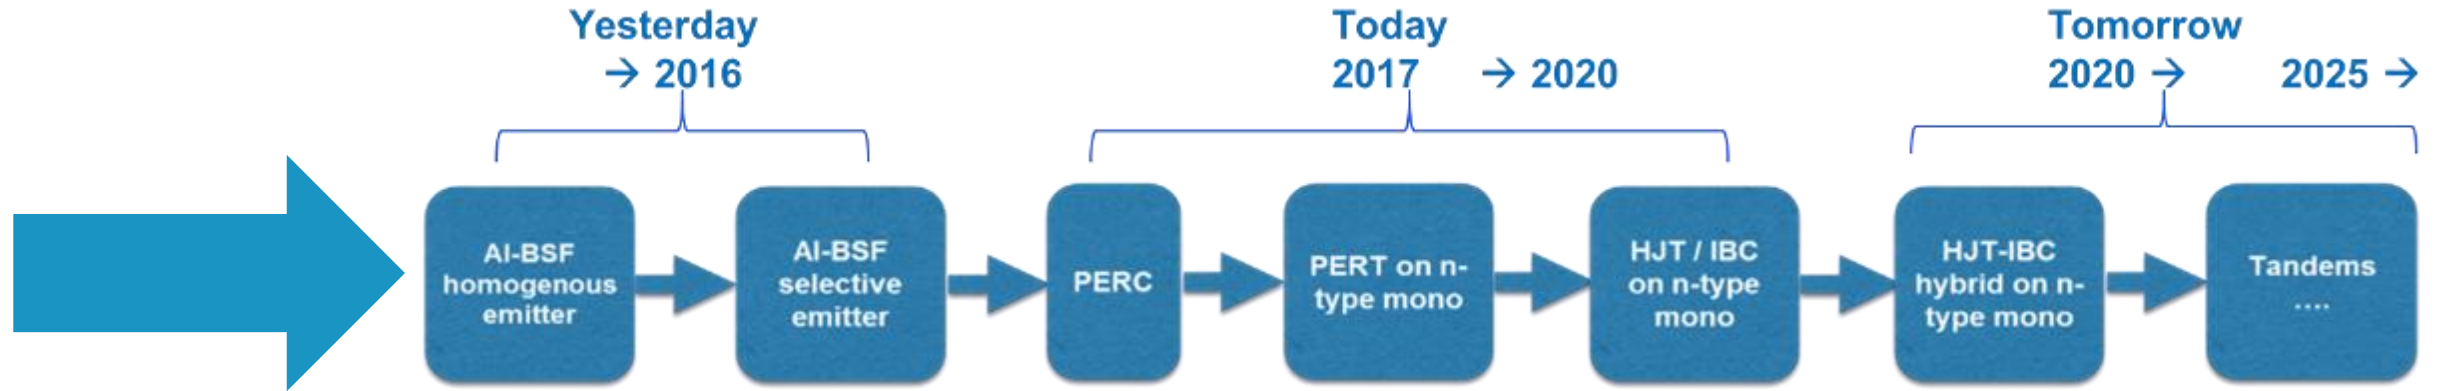 Yesterday
→ 2016
Today
2017 → 2020
Tomorrow
2020 → 2025 →
Al-BSF
homogenous
emitter
Al-BSF
selective
emitter
PERC
PERT on n-
type mono
HJT / IBC
on n-type
mono
HJT-IBC
hybrid on n-
type mono
Tandems
....